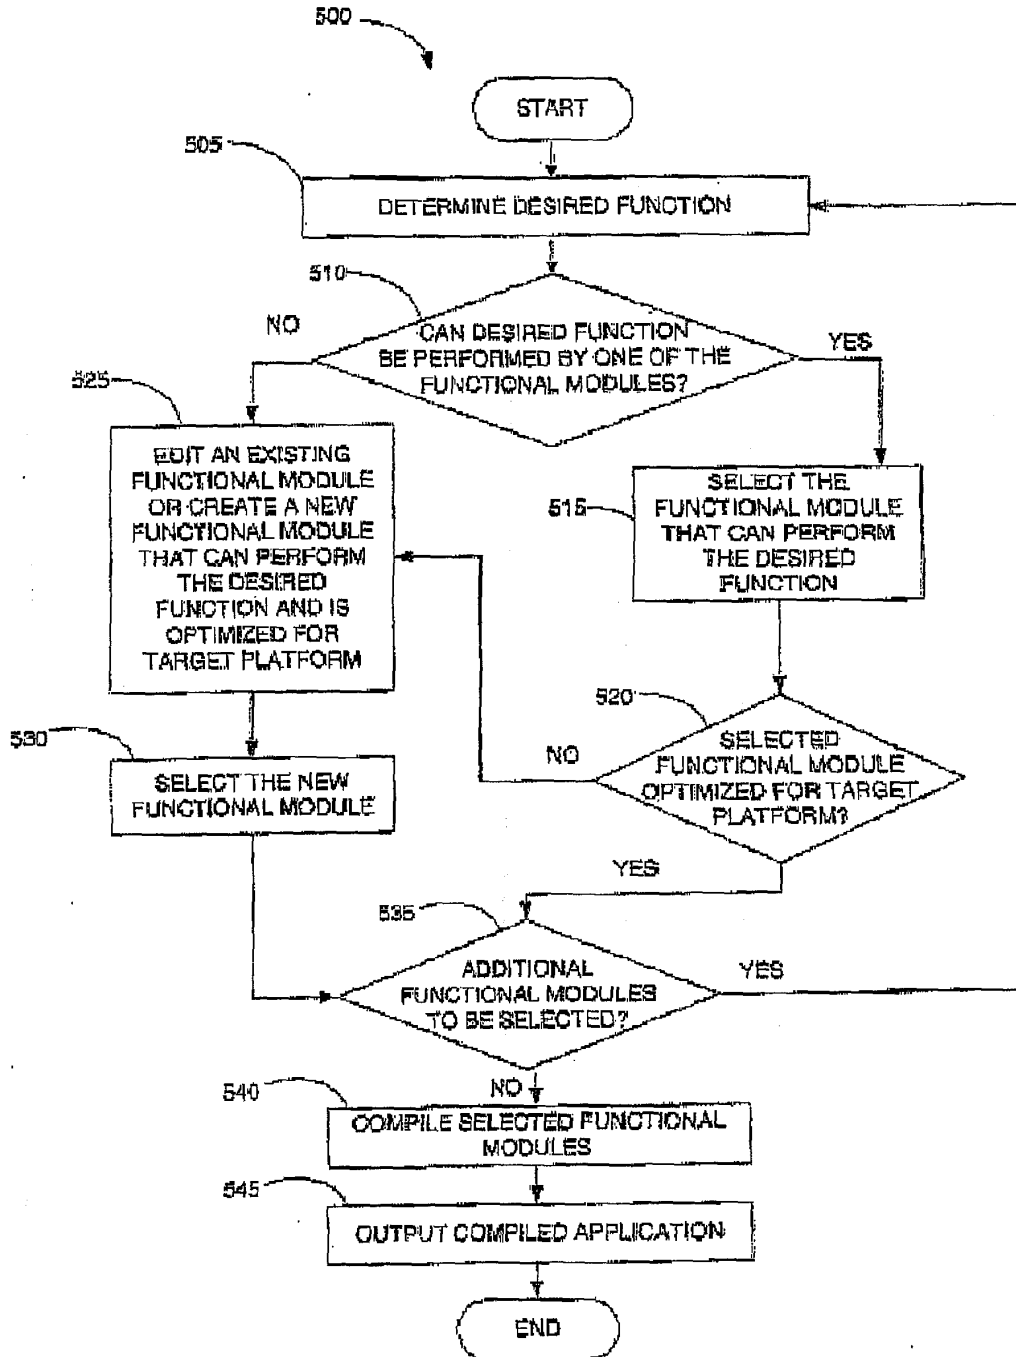 500
START
505
DETERMINE DESIRED FUNCTION
510
NO
CAN DESIRED FUNCTION
BE PERFORMED BY ONE OF THE
FUNCTIONAL MODULES?
YES
525
EDIT AN EXISTING
FUNCTIONAL MODULE
OR CREATE A NEW
FUNCTIONAL MODULE
THAT CAN PERFORM
THE DESIRED
FUNCTION AND IS
OPTIMIZED FOR
TARGET PLATFORM
515
SELECT THE
FUNCTIONAL MODULE
THAT CAN PERFORM
THE DESIRED
FUNCTION
520
NO
SELECTED
FUNCTIONAL MODULE
OPTIMIZED FOR TARGET
PLATFORM?
530
SELECT THE NEW
FUNCTIONAL MODULE
YES
535
ADDITIONAL
FUNCTIONAL MODULES
TO BE SELECTED?
YES
NO
540
COMPILE SELECTED FUNCTIONAL
MODULES
545
OUTPUT COMPILED APPLICATION
END